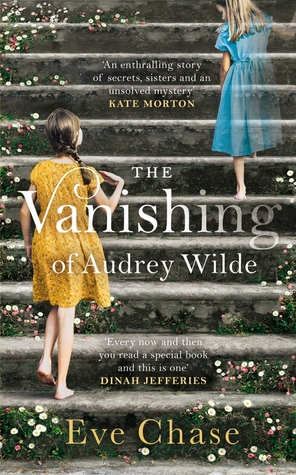 'An enthralling story
of secrets, sisters and an
unsolved mystery'
KATE MORTON
THE
Vanishing
of Audrey Wilde
'Every now and then
you read a special book
and this is one'
DINAH JEFFERIES
Eve Chase